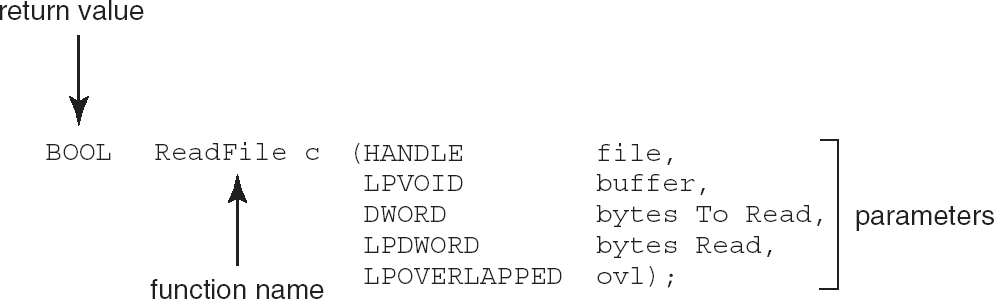 return value
BOOL ReadFile c (HANDLE file,
LPVOID buffer,
DWORD bytes To Read,
LPDWORD bytes Read,
LPOVERLAPPED ovl);
parameters
function name